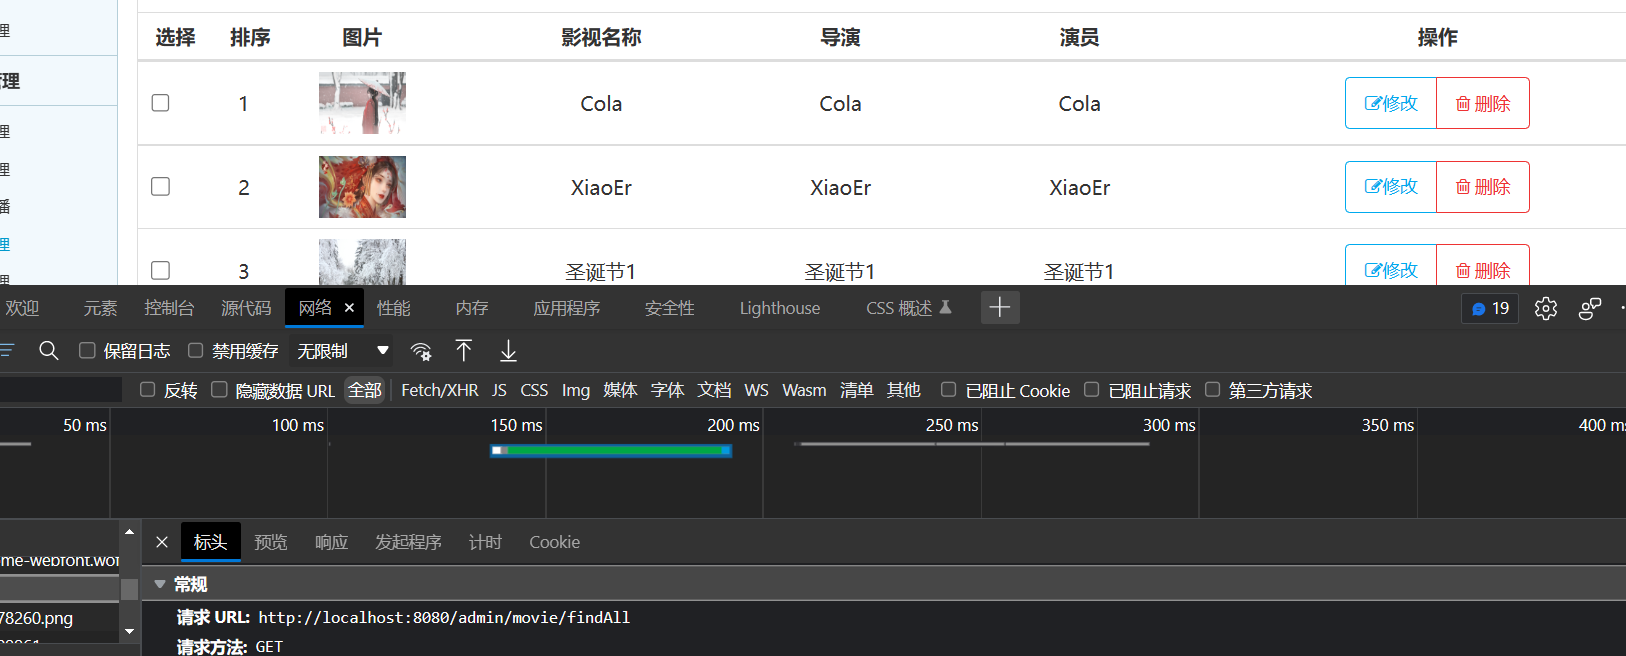 理
选择 排序 图片 影视名称 导演 演员 操作
管理
1 Cola Cola Cola 修改 删除
理
理
2 XiaoEr XiaoEr XiaoEr 修改 删除
播
理
3 圣诞节1 圣诞节1 圣诞节1 修改 删除
理
欢迎 元素 控制台 源代码 网络 × 性能 内存 应用程序 安全性 Lighthouse CSS 概述 19
保留日志 禁用缓存 无限制
反转 隐藏数据 URL 全部 Fetch/XHR JS CSS Img 媒体 字体 文档 WS Wasm 清单 其他 已阻止 Cookie 已阻止请求 第三方请求
50 ms 100 ms 150 ms 200 ms 250 ms 300 ms 350 ms 400 ms
标头 预览 响应 发起程序 计时 Cookie
ome-webfont.wof
常规
78260.png
请求 URL: http://localhost:8080/admin/movie/findAll
请求方法: GET